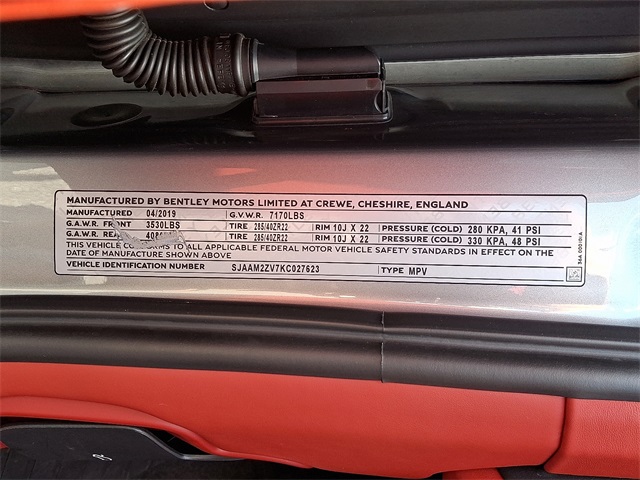 MANUFACTURED BY BENTLEY MOTORS LIMITED AT CREWE, CHESHIRE, ENGLAND
MANUFACTURED 04/2019 G.V.W.R. 7170LBS
G.A.W.R. FRONT 3530LBS TIRE 285/40ZR22 RIM 10J X 22 PRESSURE (COLD) 280 KPA, 41 PSI
G.A.W.R. REAR TIRE 285/40ZR22 RIM 10J X 22 PRESSURE (COLD) 330 KPA, 48 PSI
THIS VEHICLE CONFORMS TO ALL APPLICABLE FEDERAL MOTOR VEHICLE SAFETY STANDARDS IN EFFECT ON THE
DATE OF MANUFACTURE SHOWN ABOVE
VEHICLE IDENTIFICATION NUMBER SJAAM2ZV7KC027623 TYPE MPV